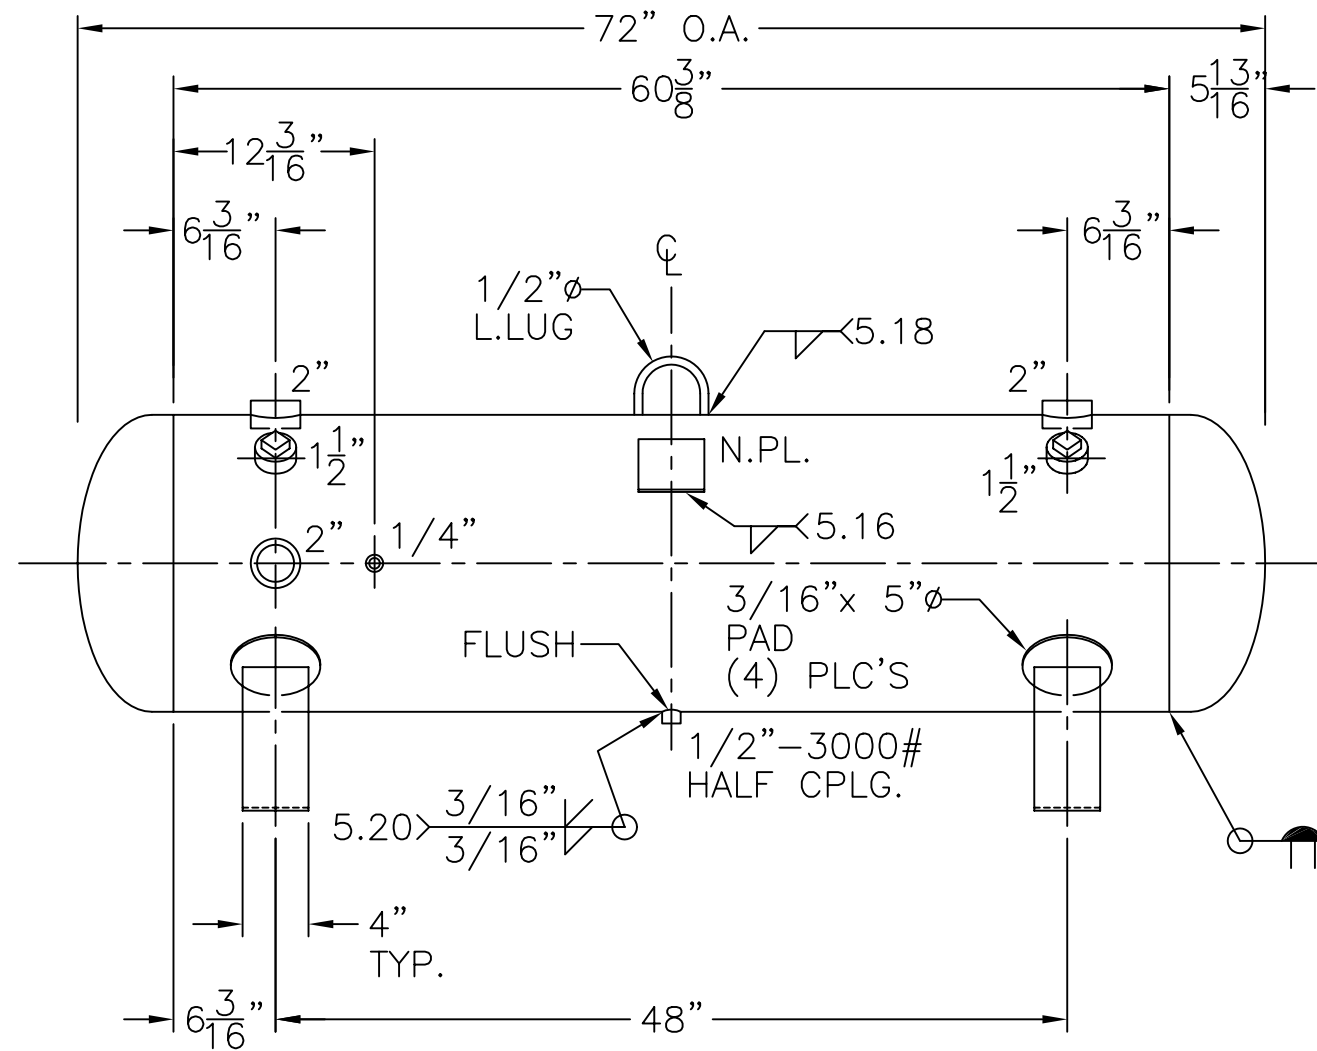 72” O.A.
60 3/8”
5 13/16”
12 3/16”
6 3/16”
6 3/16”
℄
1/2”ø
L.LUG
5.18
2”
2”
1 1/2”
N.PL.
1 1/2”
5.16
2”
1/4”
3/16”x 5”ø
PAD
(4) PLC’S
FLUSH
1/2”–3000#
HALF CPLG.
5.20
3/16”
3/16”
4”
TYP.
6 3/16”
48”